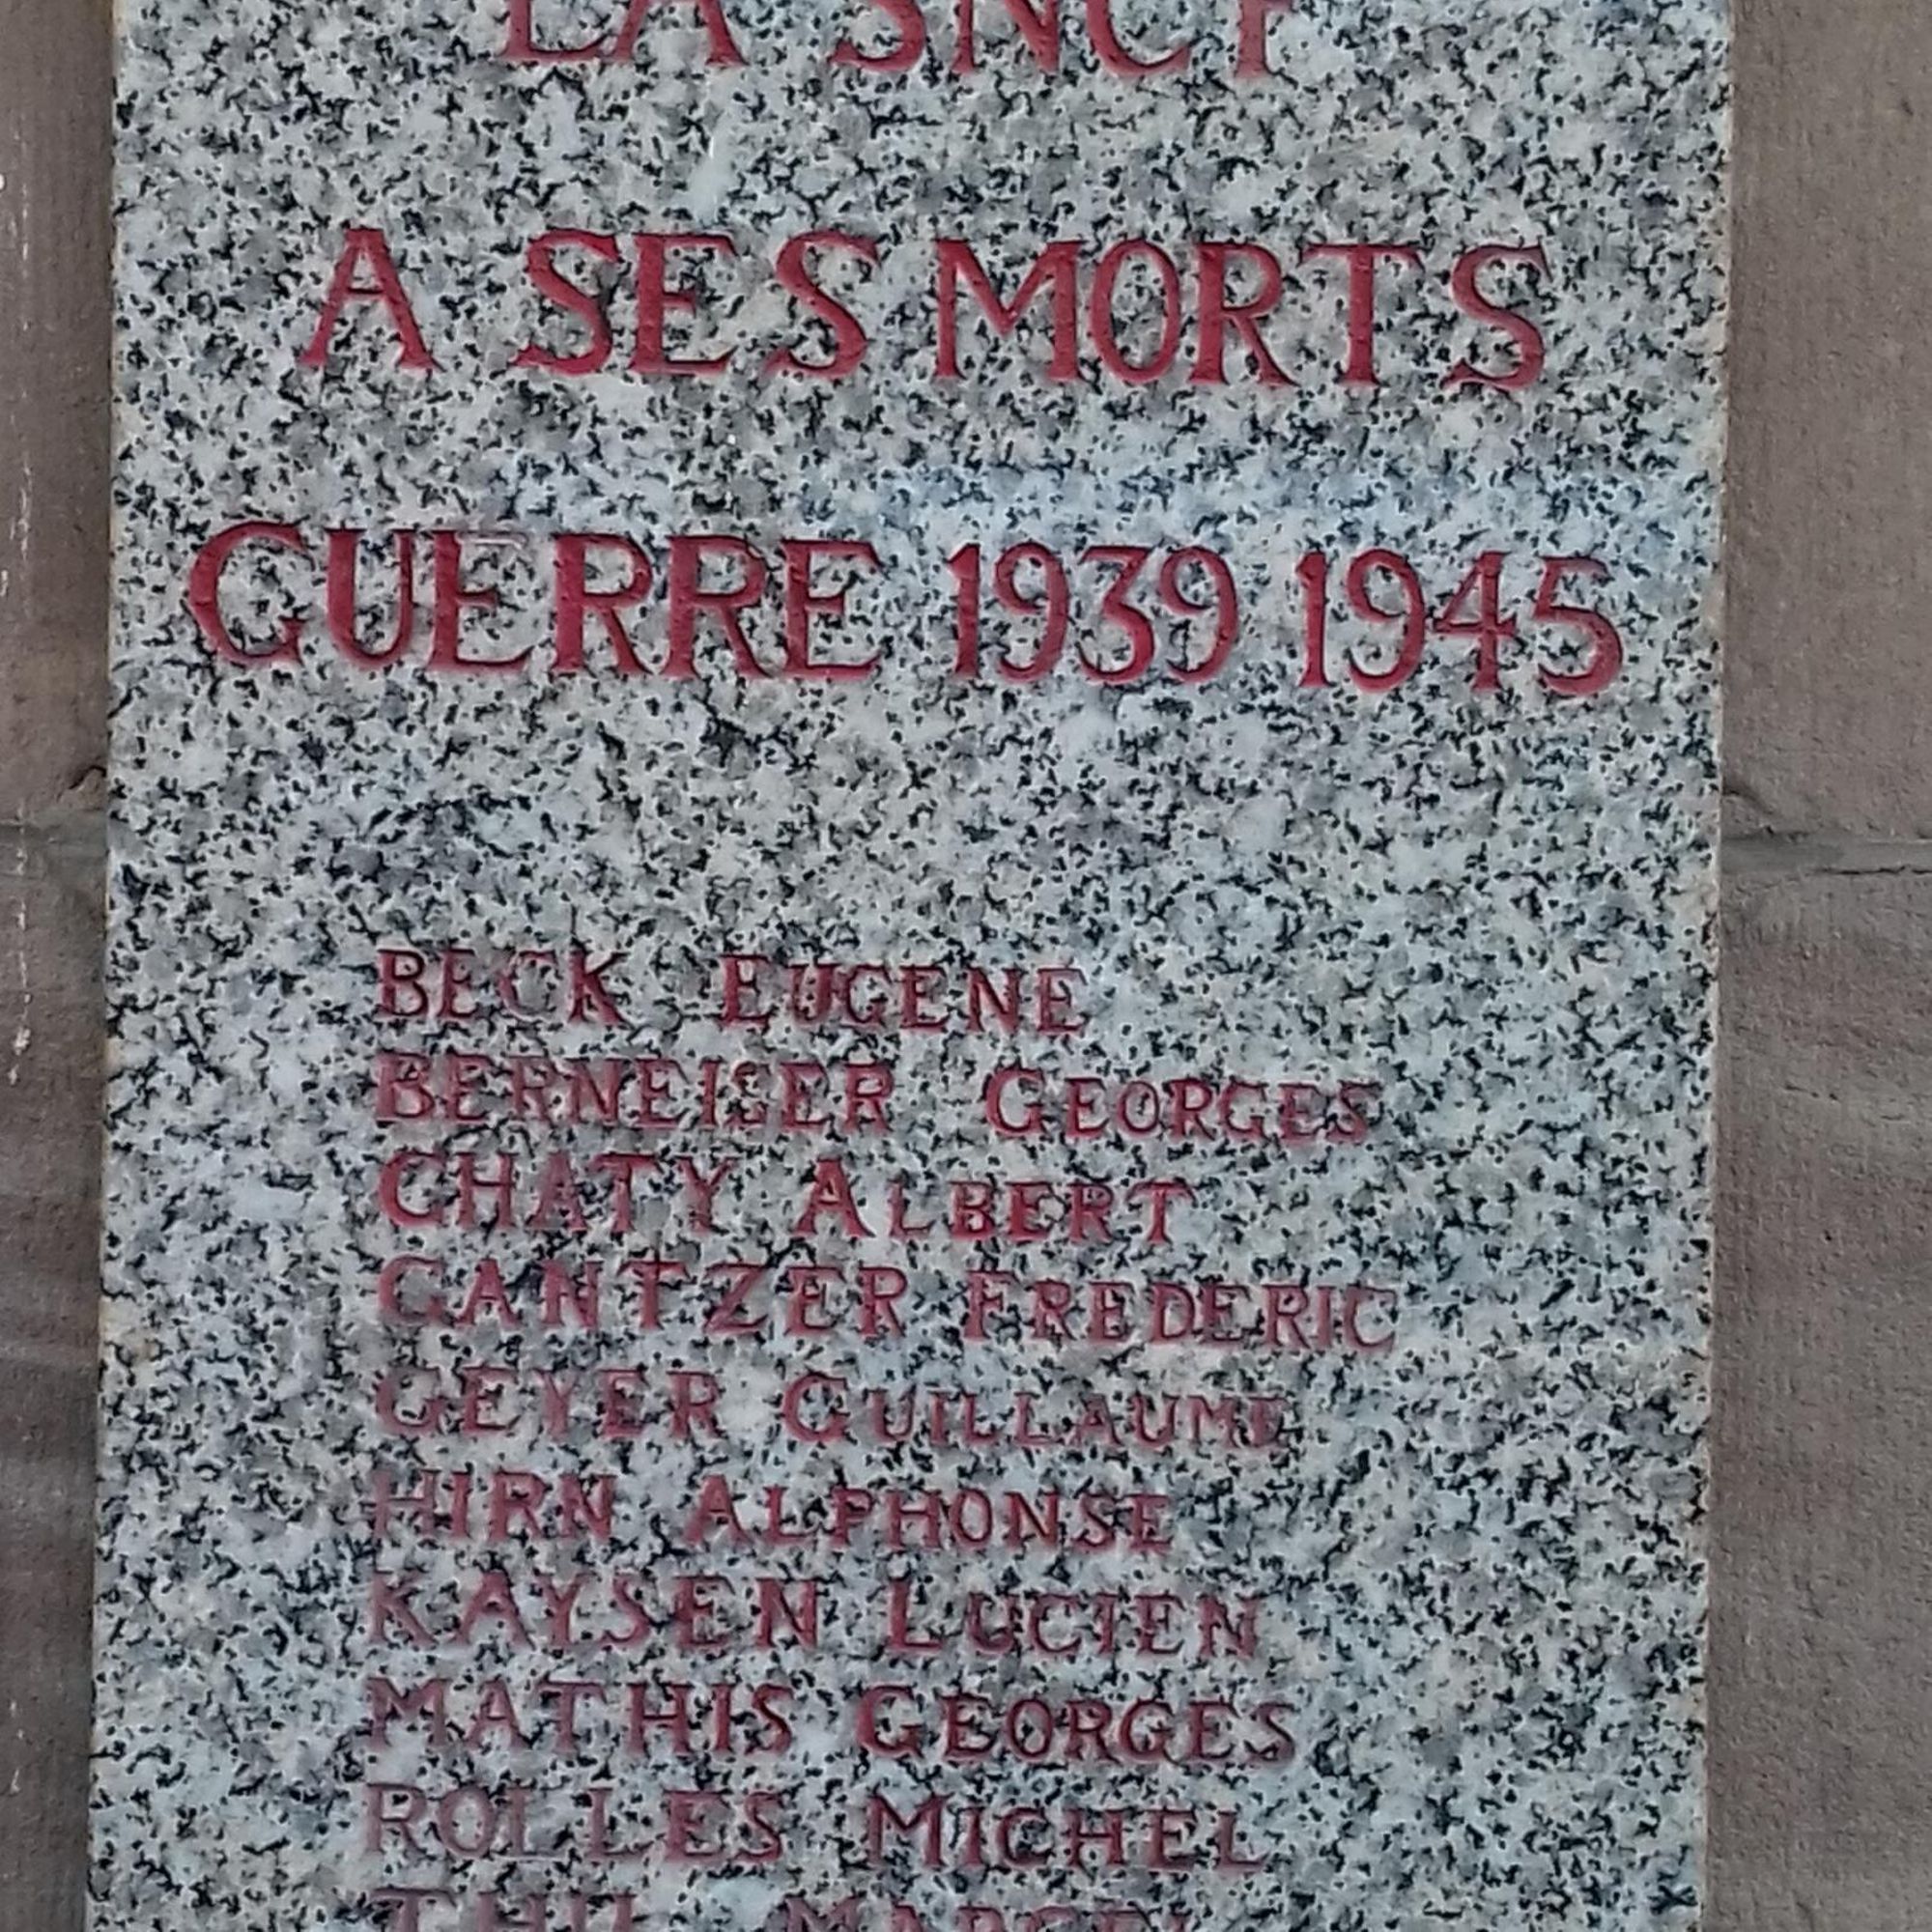 LA SNCF
A SES MORTS
GUERRE 1939 1945
BECK EUGENE
BERNEISER GEORGES
CHATY ALBERT
GANTZER FREDERIC
GEYER GUILLAUME
HIRN ALPHONSE
KAYSEN LUCIEN
MATHIS GEORGES
ROLLES MICHEL
MARCEL